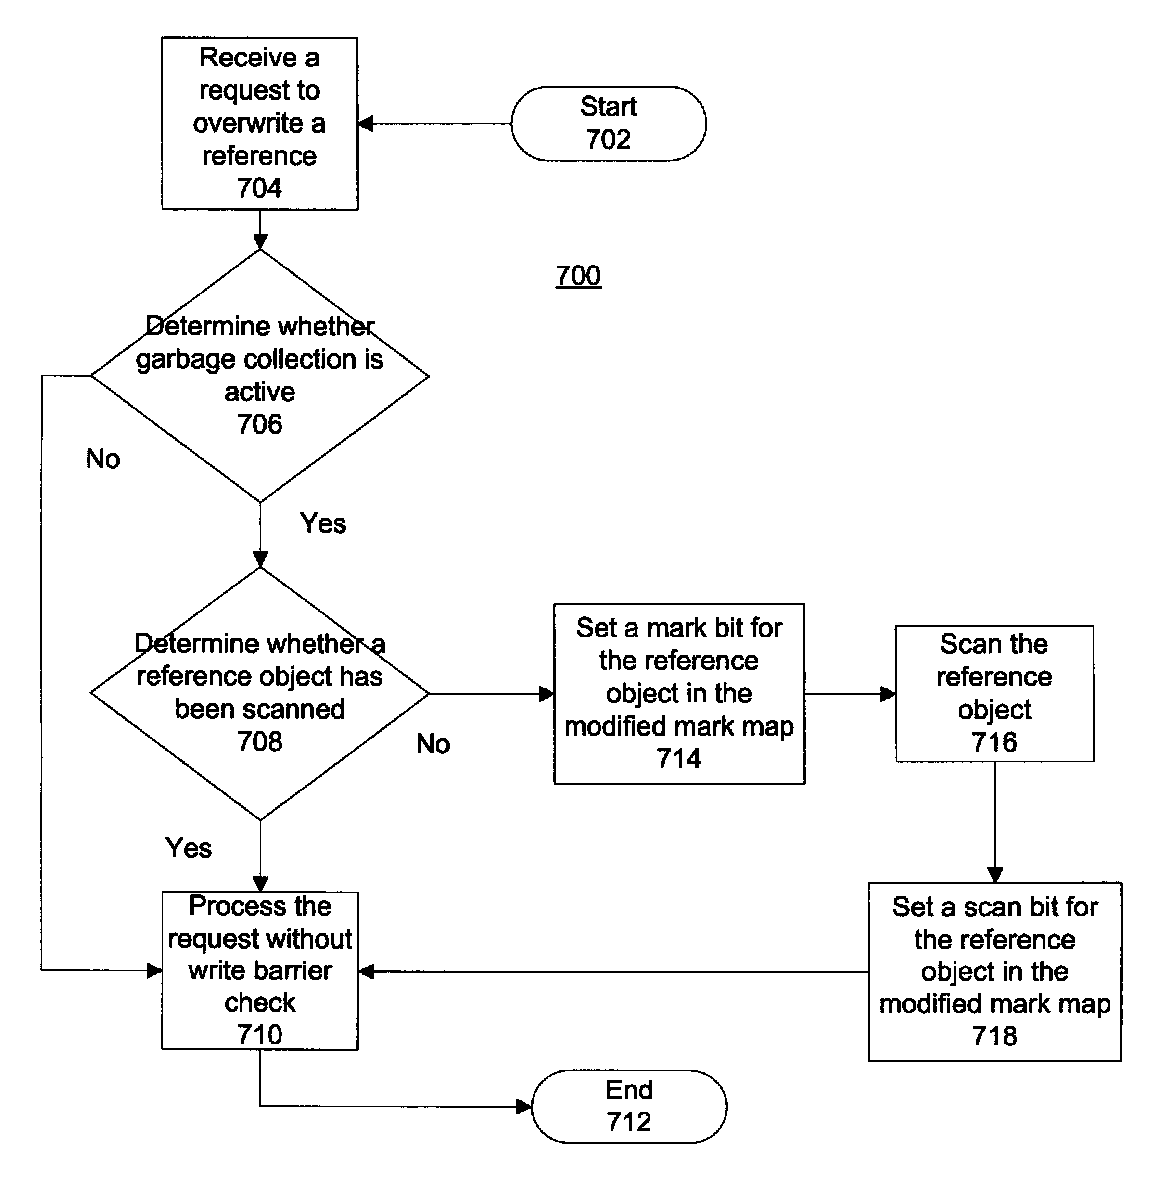 Start
702
Receive a
request to
overwrite a
reference
704
700
Determine whether
garbage collection is
active
706
No
Yes
Determine whether a
reference object has
been scanned
708
No
Yes
Set a mark bit for
the reference
object in the
modified mark map
714
Scan the
reference
object
716
Set a scan bit for
the reference
object in the
modified mark map
718
Process the
request without
write barrier
check
710
End
712